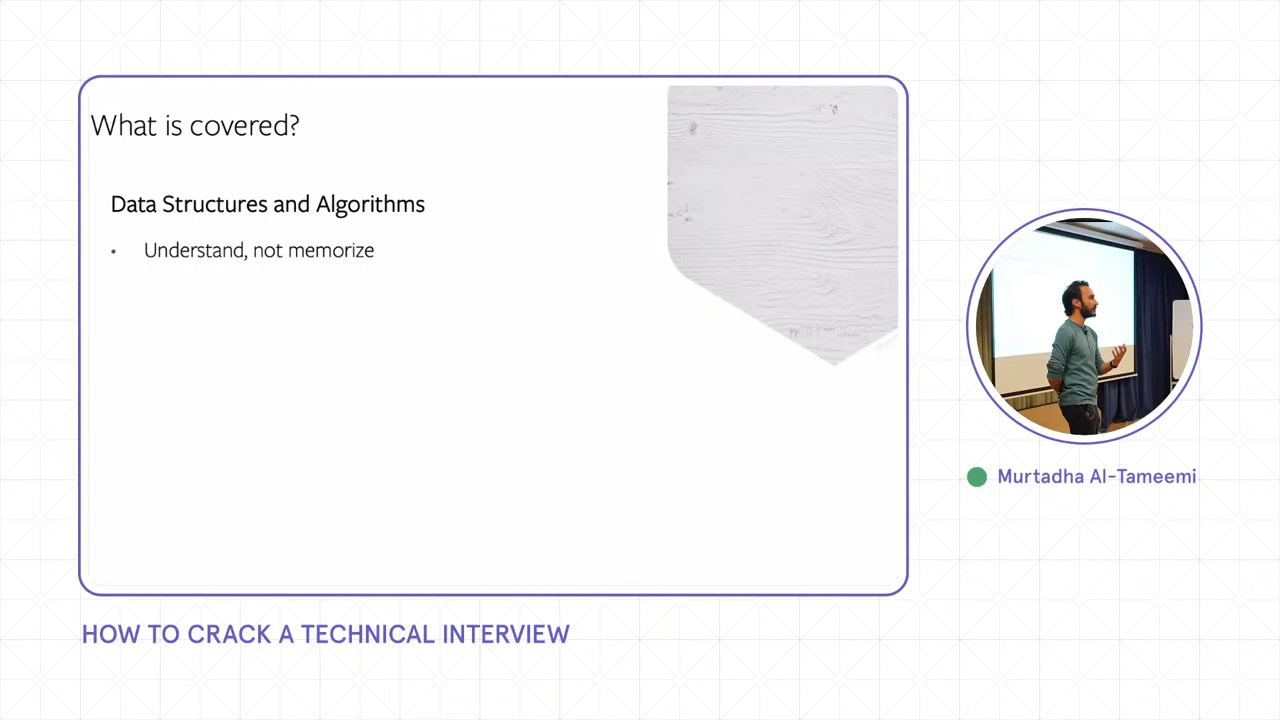 What is covered?
Data Structures and Algorithms
• Understand, not memorize
Murtadha Al-Tameemi
HOW TO CRACK A TECHNICAL INTERVIEW